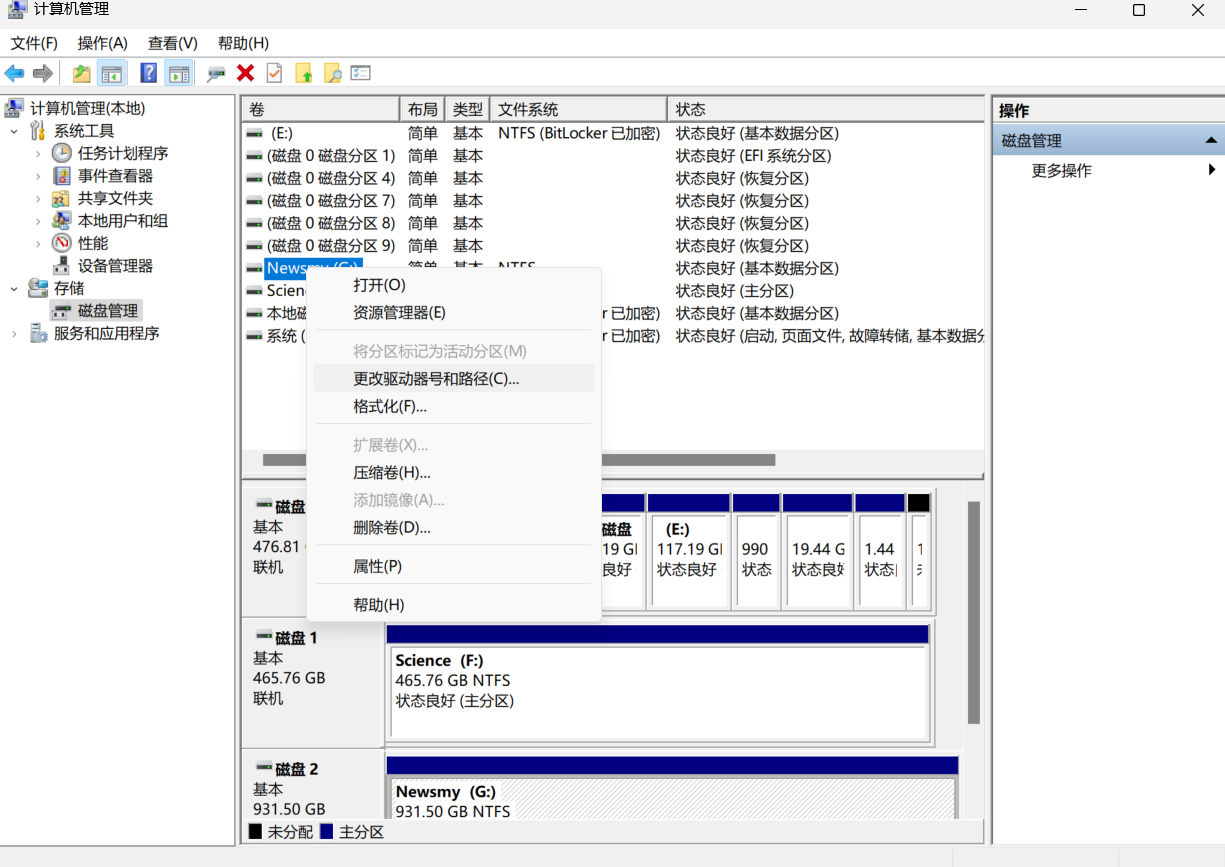 计算机管理
文件(F) 操作(A) 查看(V) 帮助(H)
计算机管理(本地)
系统工具
任务计划程序
事件查看器
共享文件夹
本地用户和组
性能
设备管理器
存储
磁盘管理
服务和应用程序
卷 布局 类型 文件系统 状态
(E:) 简单 基本 NTFS (BitLocker 已加密) 状态良好 (基本数据分区)
(磁盘 0 磁盘分区 1) 简单 基本 状态良好 (EFI 系统分区)
(磁盘 0 磁盘分区 4) 简单 基本 状态良好 (恢复分区)
(磁盘 0 磁盘分区 7) 简单 基本 状态良好 (恢复分区)
(磁盘 0 磁盘分区 8) 简单 基本 状态良好 (恢复分区)
(磁盘 0 磁盘分区 9) 简单 基本 状态良好 (恢复分区)
Newsmy (G:) 简单 基本 NTFS 状态良好 (基本数据分区)
Scien 状态良好 (主分区)
本地磁 r 已加密) 状态良好 (基本数据分区)
系统 ( r 已加密) 状态良好 (启动, 页面文件, 故障转储, 基本数据分
打开(O)
资源管理器(E)
将分区标记为活动分区(M)
更改驱动器号和路径(C)...
格式化(F)...
扩展卷(X)...
压缩卷(H)...
添加镜像(A)...
删除卷(D)...
属性(P)
帮助(H)
磁盘
基本
476.81
联机
磁盘
19 GI
良好
(E:)
117.19 GI
状态良好
990
状态
19.44 G
状态良好
1.44
状态
1
磁盘 1
基本
465.76 GB
联机
Science (F:)
465.76 GB NTFS
状态良好 (主分区)
磁盘 2
基本
931.50 GB
Newsmy (G:)
931.50 GB NTFS
未分配 主分区
操作
磁盘管理
更多操作